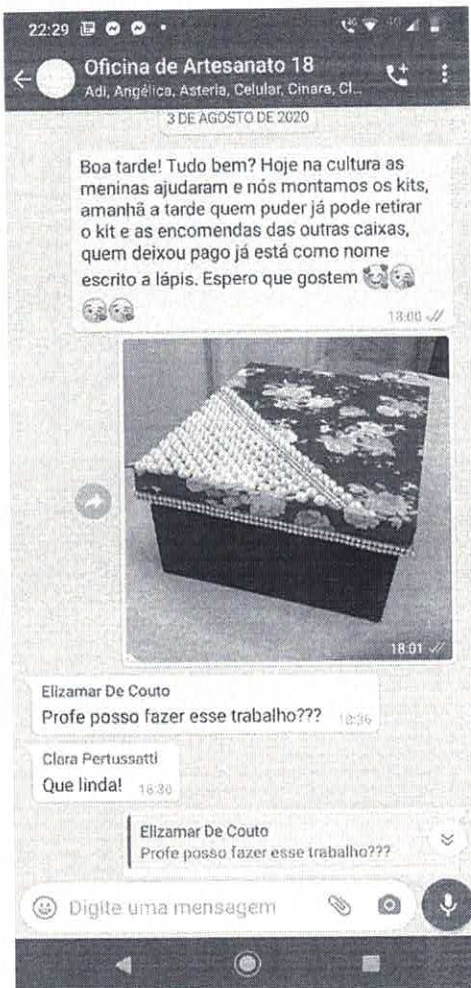 22:29
Oficina de Artesanato 18
Adi, Angélica, Asteria, Celular, Cinara, Cl...
3 DE AGOSTO DE 2020
Boa tarde! Tudo bem? Hoje na cultura as
meninas ajudaram e nós montamos os kits,
amanhã a tarde quem puder já pode retirar
o kit e as encomendas das outras caixas,
quem deixou pago já está como nome
escrito a lápis. Espero que gostem
18:00
18:01
Elizamar De Couto
Profe posso fazer esse trabalho??? 18:36
Clara Pertussatti
Que linda! 18:36
Elizamar De Couto
Profe posso fazer esse trabalho???
Digite uma mensagem